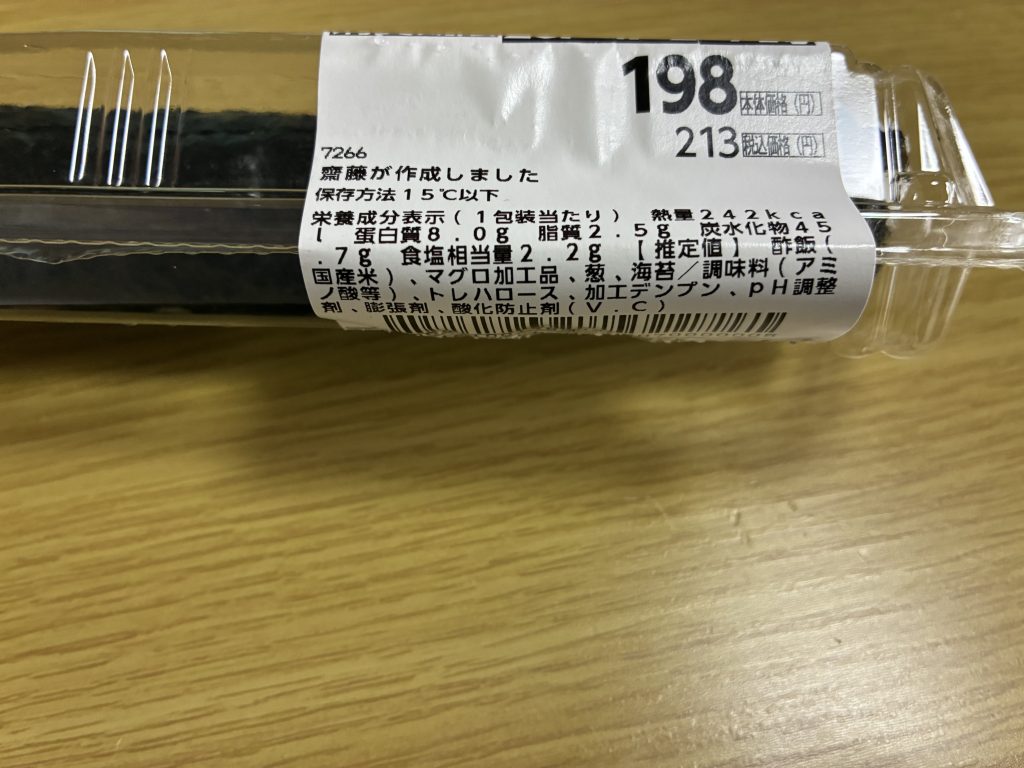 198 本体価格(円)
213 税込価格(円)
7266
齋藤が作成しました
保存方法15℃以下
栄養成分表示(1包装当たり) 熱量242kca
l 蛋白質8.0g 脂質2.5g 炭水化物45
.7g 食塩相当量2.2g【推定値】 酢飯(
国産米)、マグロ加工品、葱、海苔/調味料(アミ
ノ酸等)、トレハロース、加工デンプン、pH調整
剤、膨張剤、酸化防止剤(V.C)